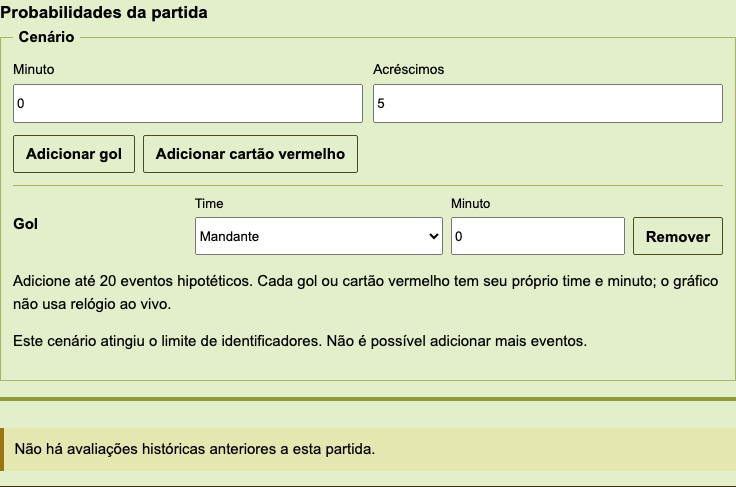 Probabilidades da partida
Cenário
Minuto
Acréscimos
0
5
Adicionar gol
Adicionar cartão vermelho
Time
Minuto
Gol
Mandante
0
Remover
Adicione até 20 eventos hipotéticos. Cada gol ou cartão vermelho tem seu próprio time e minuto; o gráfico
não usa relógio ao vivo.
Este cenário atingiu o limite de identificadores. Não é possível adicionar mais eventos.
Não há avaliações históricas anteriores a esta partida.